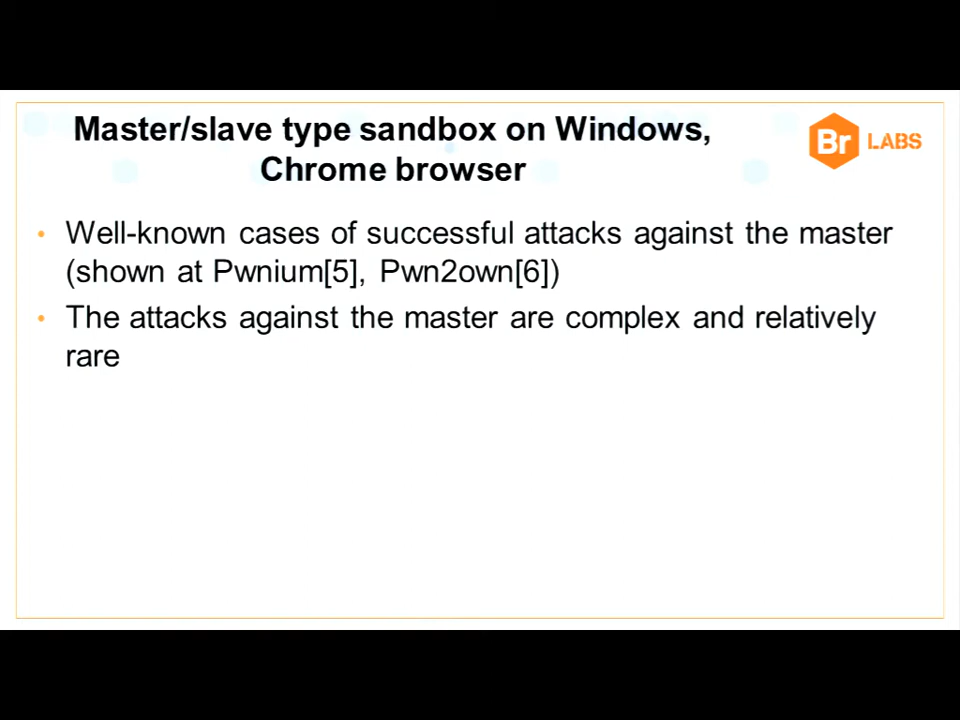 Master/slave type sandbox on Windows,
Chrome browser
Br LABS
• Well-known cases of successful attacks against the master
(shown at Pwnium[5], Pwn2own[6])
• The attacks against the master are complex and relatively
rare